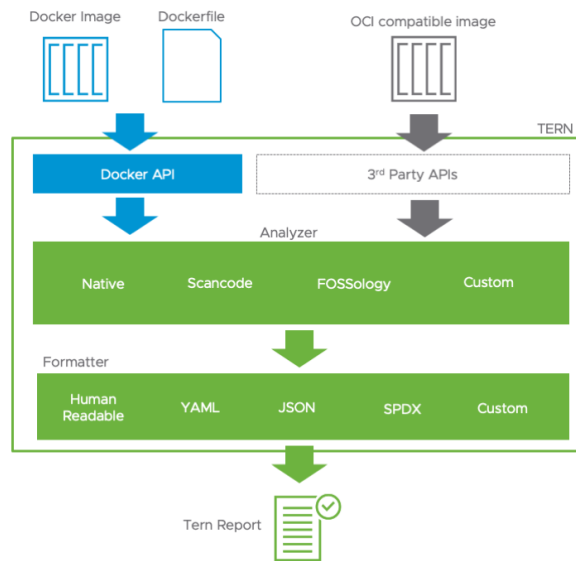 Docker Image
Dockerfile
OCI compatible image
TERN
Docker API
3rd Party APIs
Analyzer
Native
Scancode
FOSSology
Custom
Formatter
Human
Readable
YAML
JSON
SPDX
Custom
Tern Report